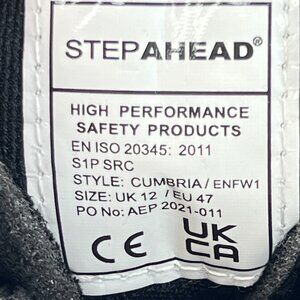 STEPAHEAD®
HIGH PERFORMANCE
SAFETY PRODUCTS
EN ISO 20345: 2011
S1P SRC
STYLE: CUMBRIA / ENFW1
SIZE: UK 12 / EU 47
PO No: AEP 2021-011
CE UK
CA